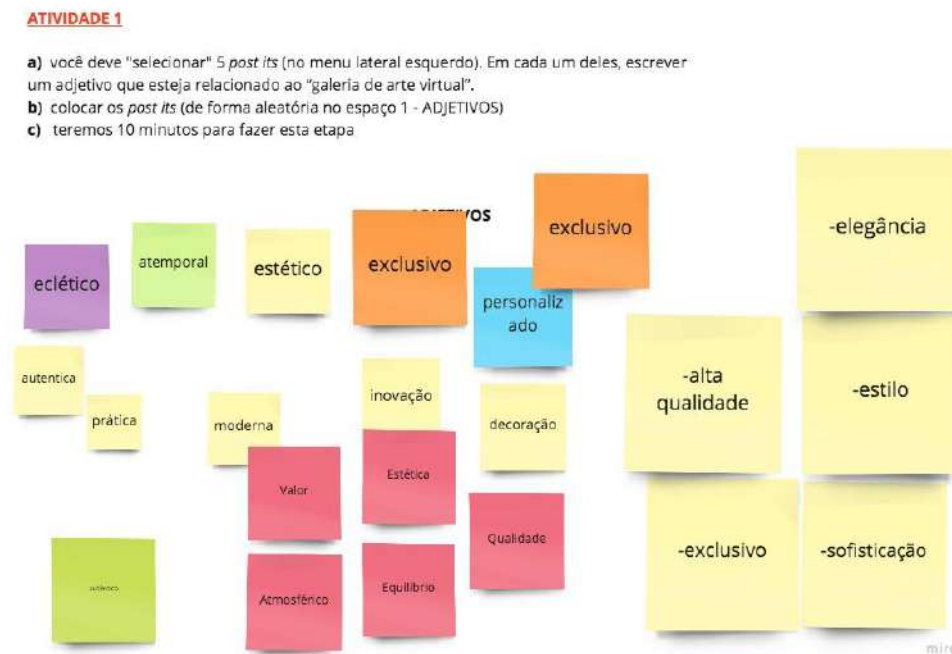 ATIVIDADE 1
a) você deve "selecionar" 5 post its (no menu lateral esquerdo). Em cada um deles, escrever
um adjetivo que esteja relacionado ao “galeria de arte virtual”.
b) colocar os post its (de forma aleatória no espaço 1 - ADJETIVOS)
c) teremos 10 minutos para fazer esta etapa
eclético
atemporal
estético
exclusivo
exclusivo
personaliz
ado
-elegância
autentica
prática
moderna
inovação
decoração
-alta
qualidade
-estilo
Valor
Estética
Qualidade
-exclusivo
-sofisticação
Atmosférico
Equilíbrio